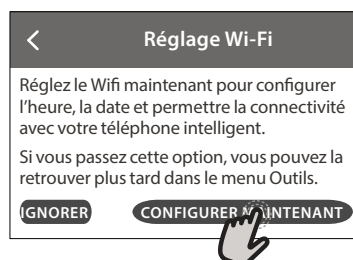 Réglage Wi-Fi
Réglez le Wifi maintenant pour configurer
l'heure, la date et permettre la connectivité
avec votre téléphone intelligent.
Si vous passez cette option, vous pouvez la
retrouver plus tard dans le menu Outils.
IGNORER CONFIGURER MAINTENANT